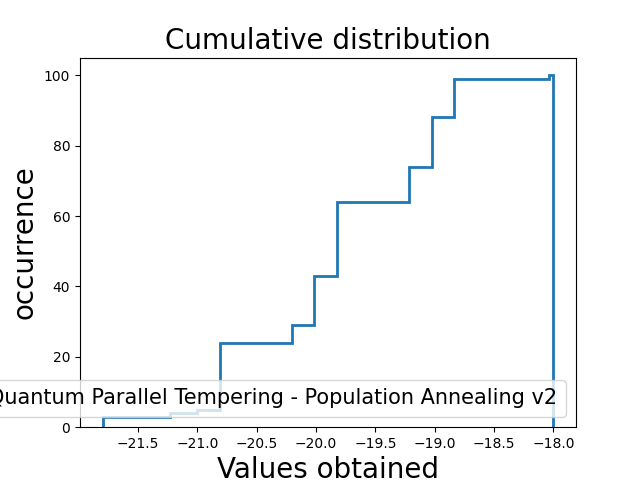 Cumulative distribution
occurrence
100
80
60
40
20
0
Quantum Parallel Tempering - Population Annealing v2
−21.5 −21.0 −20.5 −20.0 −19.5 −19.0 −18.5 −18.0
Values obtained